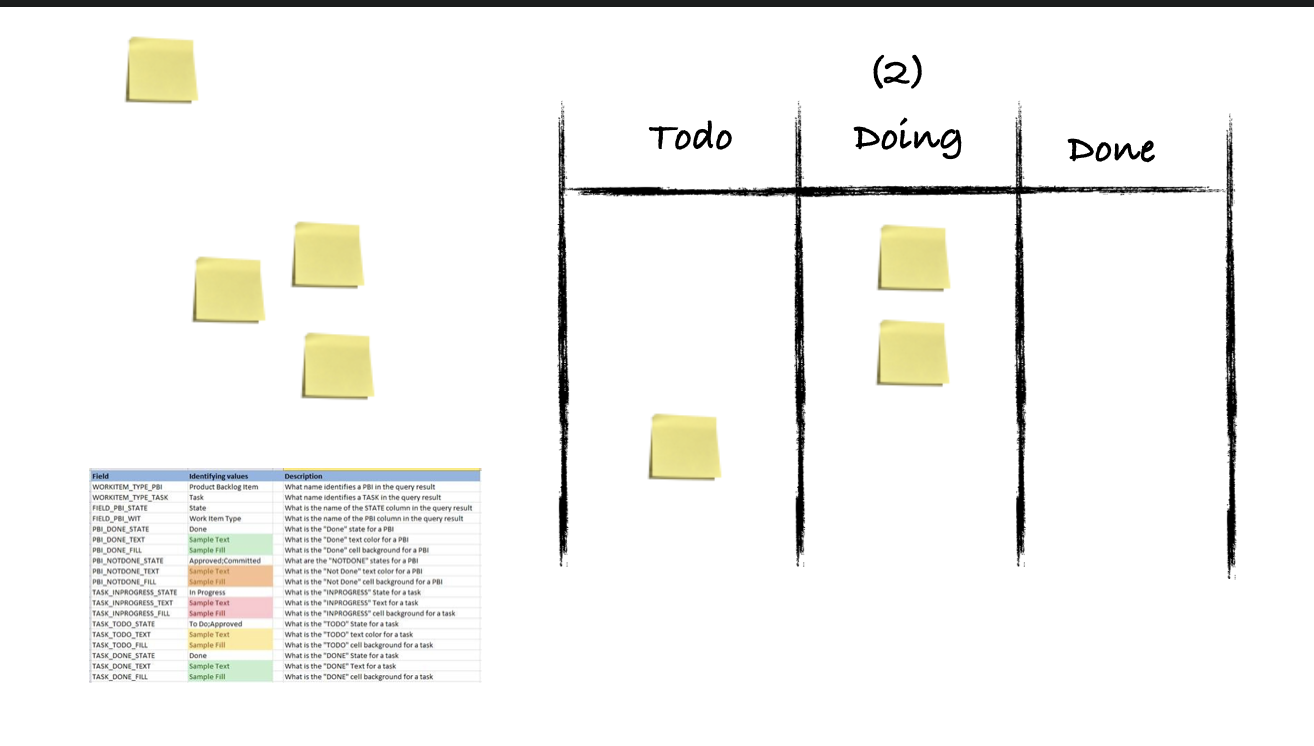 (2)
Todo Doing Done
Field Identifying values Description
WORKITEM_TYPE_PBI Product Backlog Item What name identifies a PBI in the query result
WORKITEM_TYPE_TASK Task What name identifies a TASK in the query result
FIELD_PBI_STATE State What is the name of the STATE column in the query result
FIELD_PBI_WIT Work Item Type What is the name of the PBI column in the query result
PBI_DONE_STATE Done What is the "Done" state for a PBI
PBI_DONE_TEXT Sample Text What is the "Done" text color for a PBI
PBI_DONE_FILL Sample Fill What is the "Done" cell background for a PBI
PBI_NOTDONE_STATE Approved;Committed What are the "NOTDONE" states for a PBI
PBI_NOTDONE_TEXT Sample Text What is the "Not Done" text color for a PBI
PBI_NOTDONE_FILL Sample Fill What is the "Not Done" cell background for a PBI
TASK_INPROGRESS_STATE In Progress What is the "INPROGRESS" State for a task
TASK_INPROGRESS_TEXT Sample Text What is the "INPROGRESS" Text for a task
TASK_INPROGRESS_FILL Sample Fill What is the "INPROGRESS" cell background for a task
TASK_TODO_STATE To Do;Approved What is the "TODO" State for a task
TASK_TODO_TEXT Sample Text What is the "TODO" text color for a task
TASK_TODO_FILL Sample Fill What is the "TODO" cell background for a task
TASK_DONE_STATE Done What is the "DONE" State for a task
TASK_DONE_TEXT Sample Text What is the "DONE" Text for a task
TASK_DONE_FILL Sample Fill What is the "DONE" cell background for a task